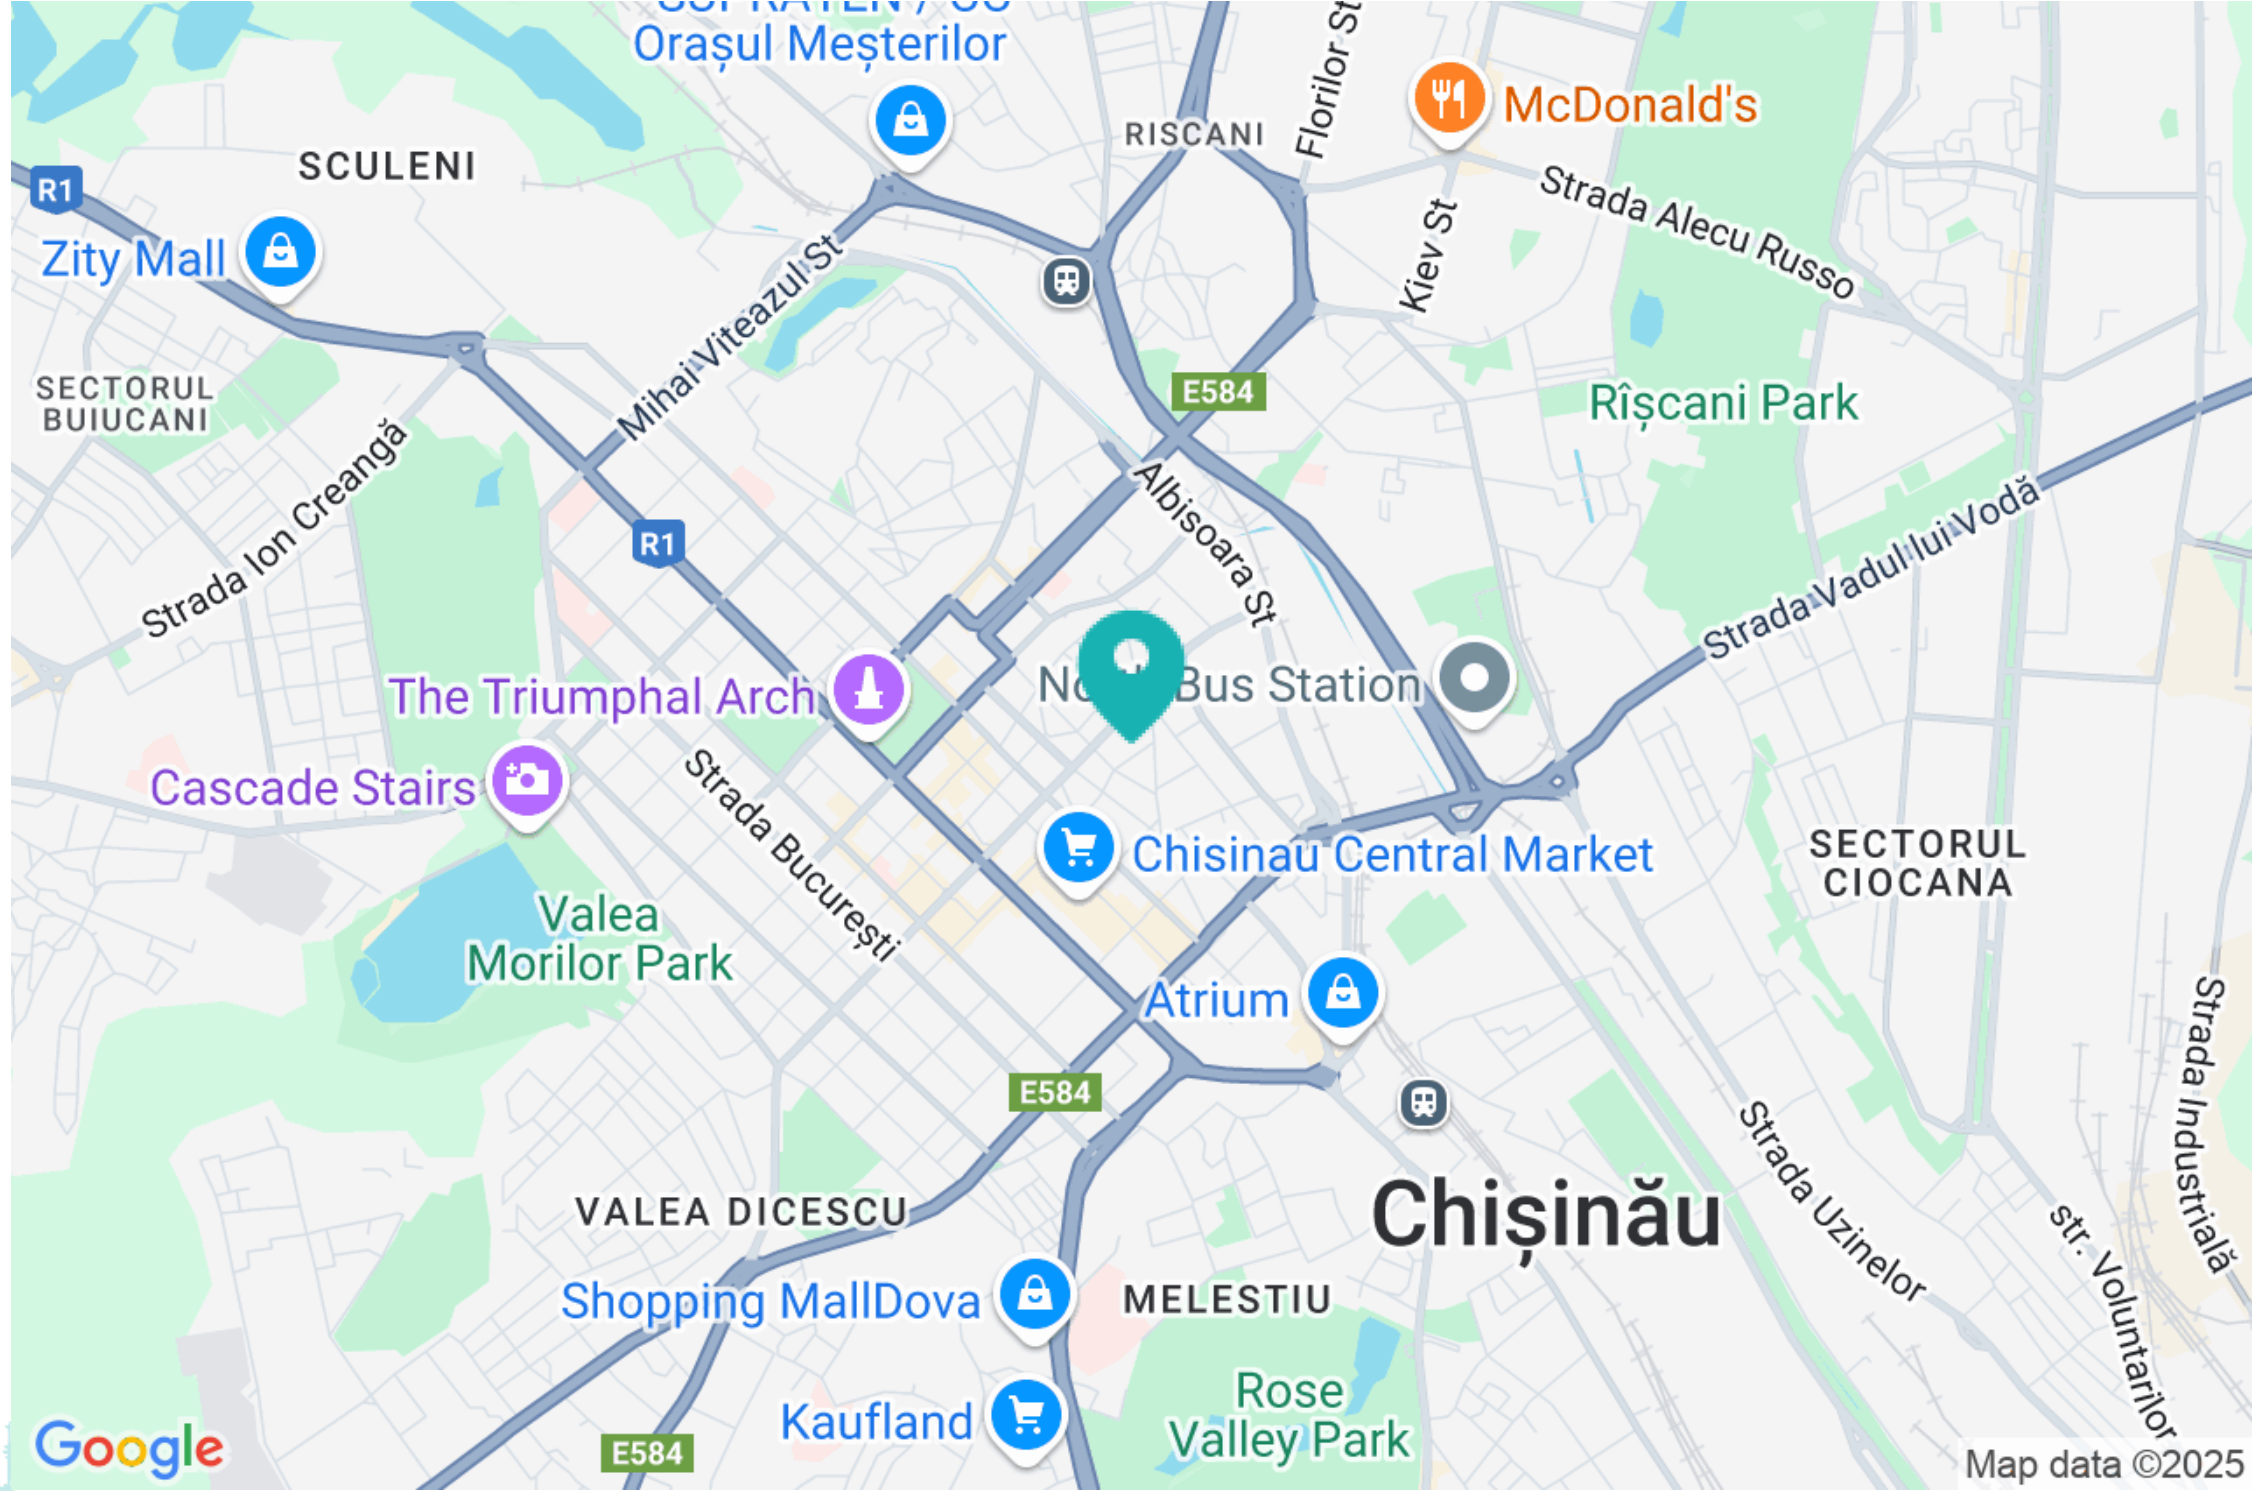 Orașul Meșterilor
RISCANI
Florilor St
McDonald's
SCULENI
R1
Zity Mall
Strada Alecu Russo
Kiev St
Mihai Viteazul St
SECTORUL
BUIUCANI
E584
Rîșcani Park
Strada Ion Creangă
R1
Albisoara St
Strada Vadul lui Vodă
The Triumphal Arch
Bus Station
Cascade Stairs
Strada București
Chisinau Central Market
SECTORUL
CIOCANA
Valea
Morilor Park
Atrium
E584
Strada Industrială
Strada Uzinelor
VALEA DICESCU
Chișinău
str. Voluntarilor
Shopping MallDova
MELESTIU
Rose
Valley Park
Kaufland
E584
Google
Map data ©2025